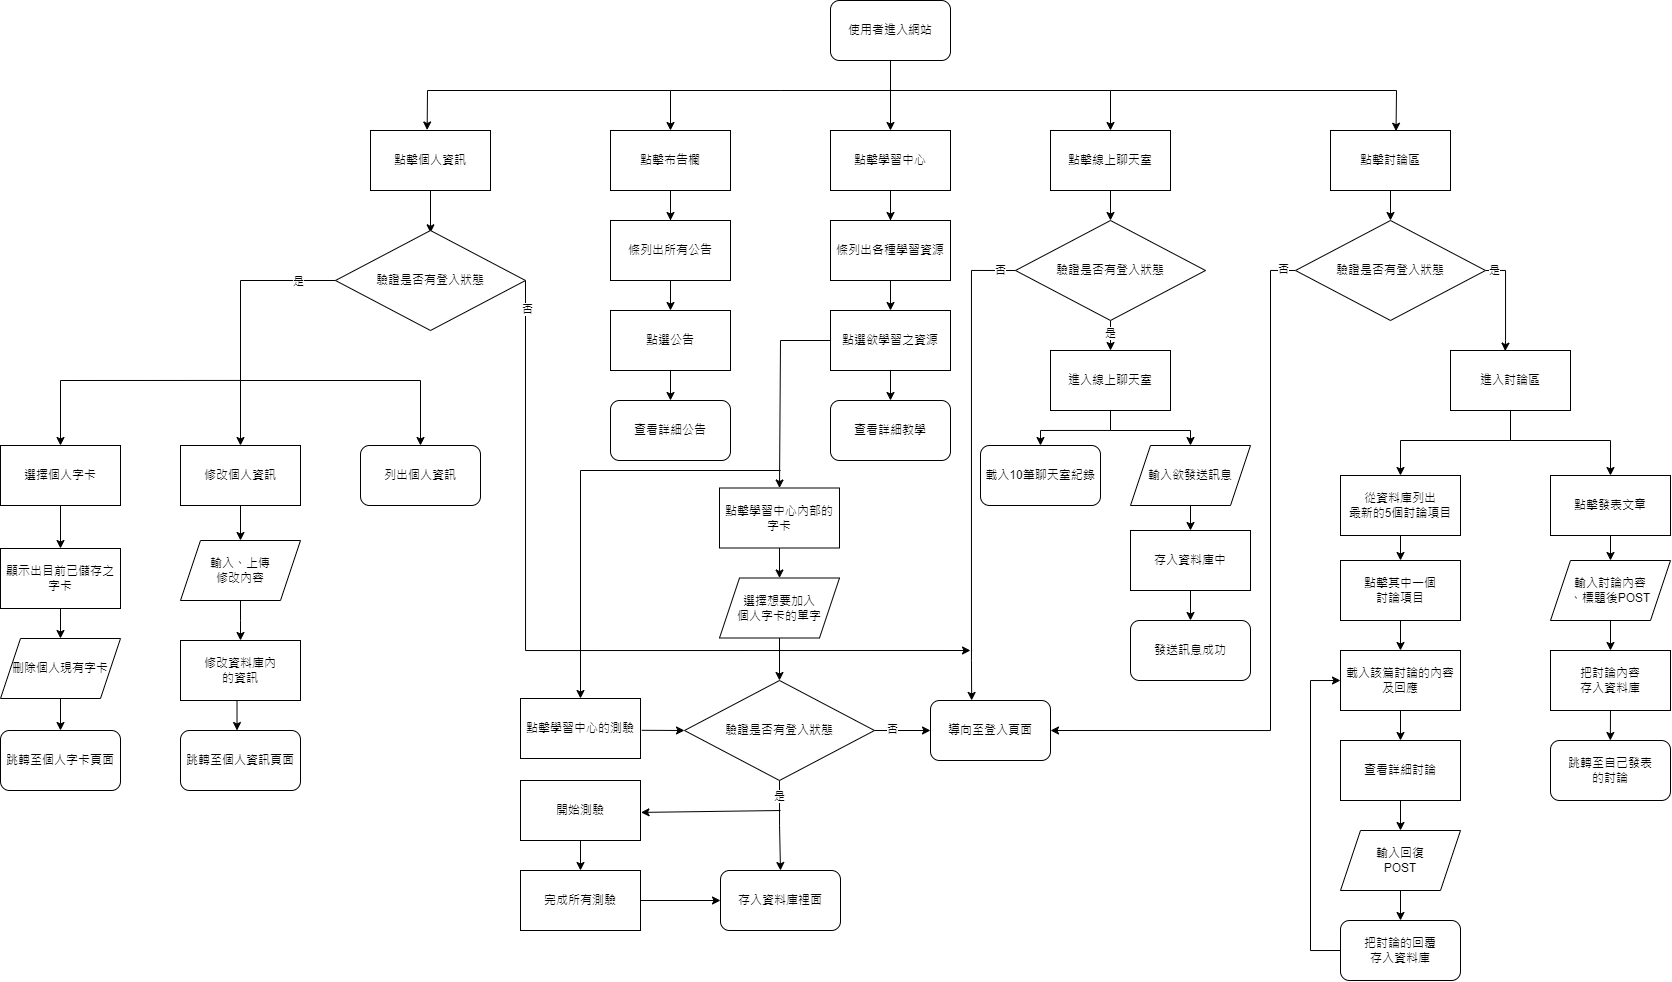 使用者進入網站
點擊個人資訊
點擊布告欄
點擊學習中心
點擊線上聊天室
點擊討論區
驗證是否有登入狀態
是
否
條列出所有公告
條列出各種學習資源
驗證是否有登入狀態
否
是
驗證是否有登入狀態
否
是
點選公告
點選欲學習之資源
進入線上聊天室
進入討論區
查看詳細公告
查看詳細教學
選擇個人字卡
修改個人資訊
列出個人資訊
載入10筆聊天室紀錄
輸入欲發送訊息
從資料庫列出
最新的5個討論項目
點擊發表文章
點擊學習中心內部的
字卡
顯示出目前已儲存之
字卡
輸入、上傳
修改內容
存入資料庫中
點擊其中一個
討論項目
輸入討論內容
、標題後POST
選擇想要加入
個人字卡的單字
刪除個人現有字卡
修改資料庫內
的資訊
發送訊息成功
載入該篇討論的內容
及回應
把討論內容
存入資料庫
點擊學習中心的測驗
驗證是否有登入狀態
否
是
導向至登入頁面
跳轉至個人字卡頁面
跳轉至個人資訊頁面
查看詳細討論
跳轉至自己發表
的討論
開始測驗
輸入回復
POST
完成所有測驗
存入資料庫裡面
把討論的回覆
存入資料庫